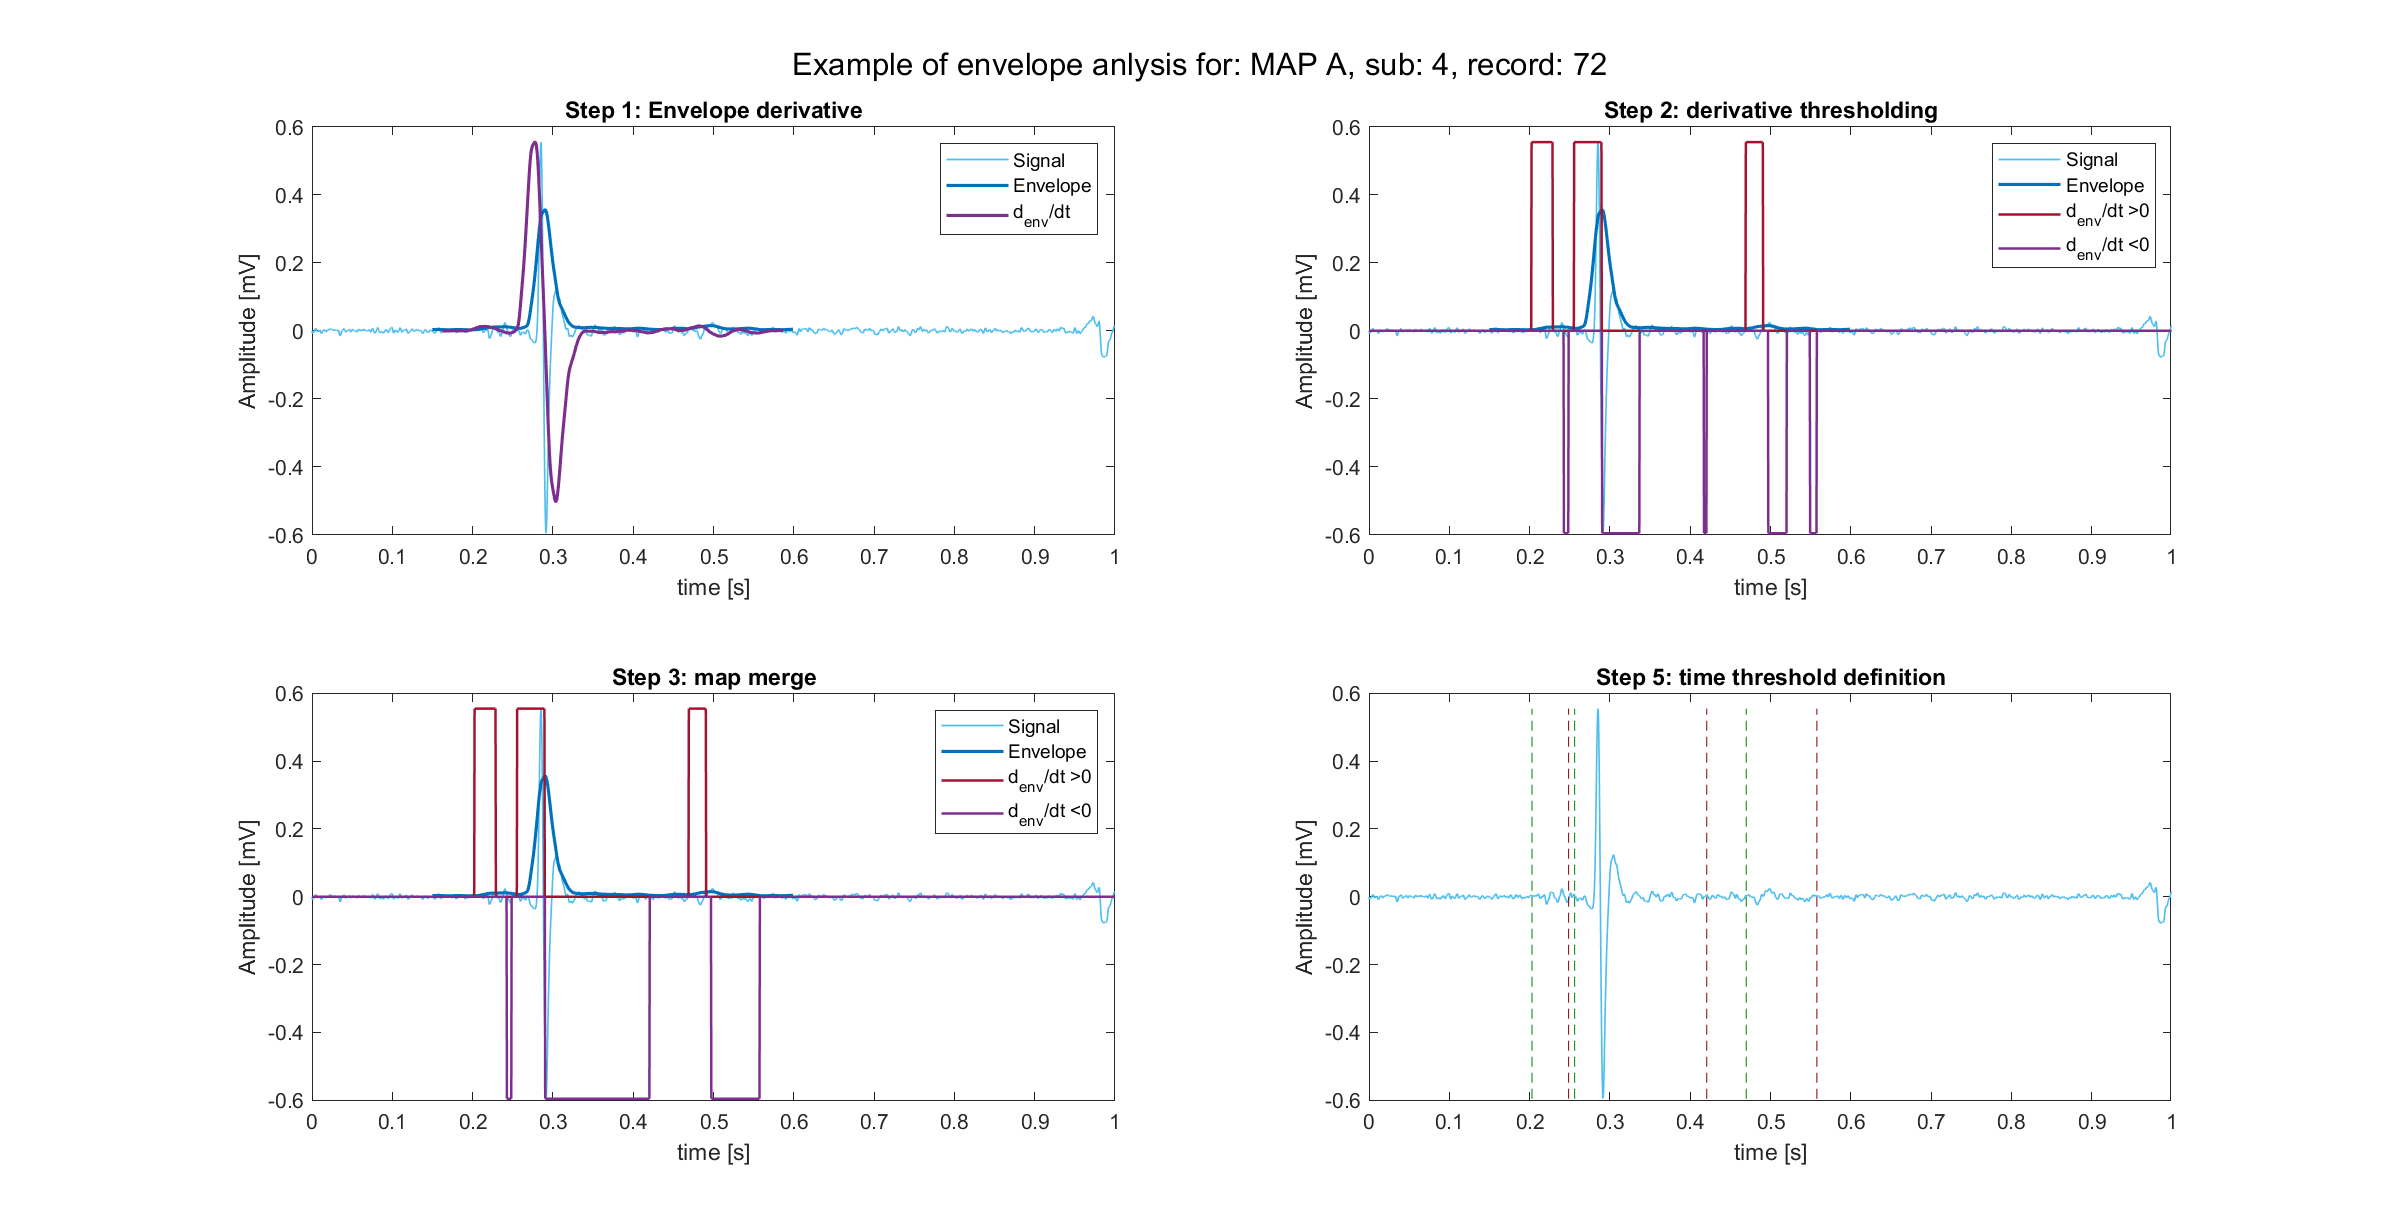 Example of envelope anlysis for: MAP A, sub: 4, record: 72
Step 1: Envelope derivative
0.6
0.4
0.2
0
-0.2
-0.4
-0.6
Amplitude [mV]
0 0.1 0.2 0.3 0.4 0.5 0.6 0.7 0.8 0.9 1
time [s]
Signal
Envelope
d_env/dt
Step 2: derivative thresholding
0.6
0.4
0.2
0
-0.2
-0.4
-0.6
Amplitude [mV]
0 0.1 0.2 0.3 0.4 0.5 0.6 0.7 0.8 0.9 1
time [s]
Signal
Envelope
d_env/dt >0
d_env/dt <0
Step 3: map merge
0.6
0.4
0.2
0
-0.2
-0.4
-0.6
Amplitude [mV]
0 0.1 0.2 0.3 0.4 0.5 0.6 0.7 0.8 0.9 1
time [s]
Signal
Envelope
d_env/dt >0
d_env/dt <0
Step 5: time threshold definition
0.6
0.4
0.2
0
-0.2
-0.4
-0.6
Amplitude [mV]
0 0.1 0.2 0.3 0.4 0.5 0.6 0.7 0.8 0.9 1
time [s]